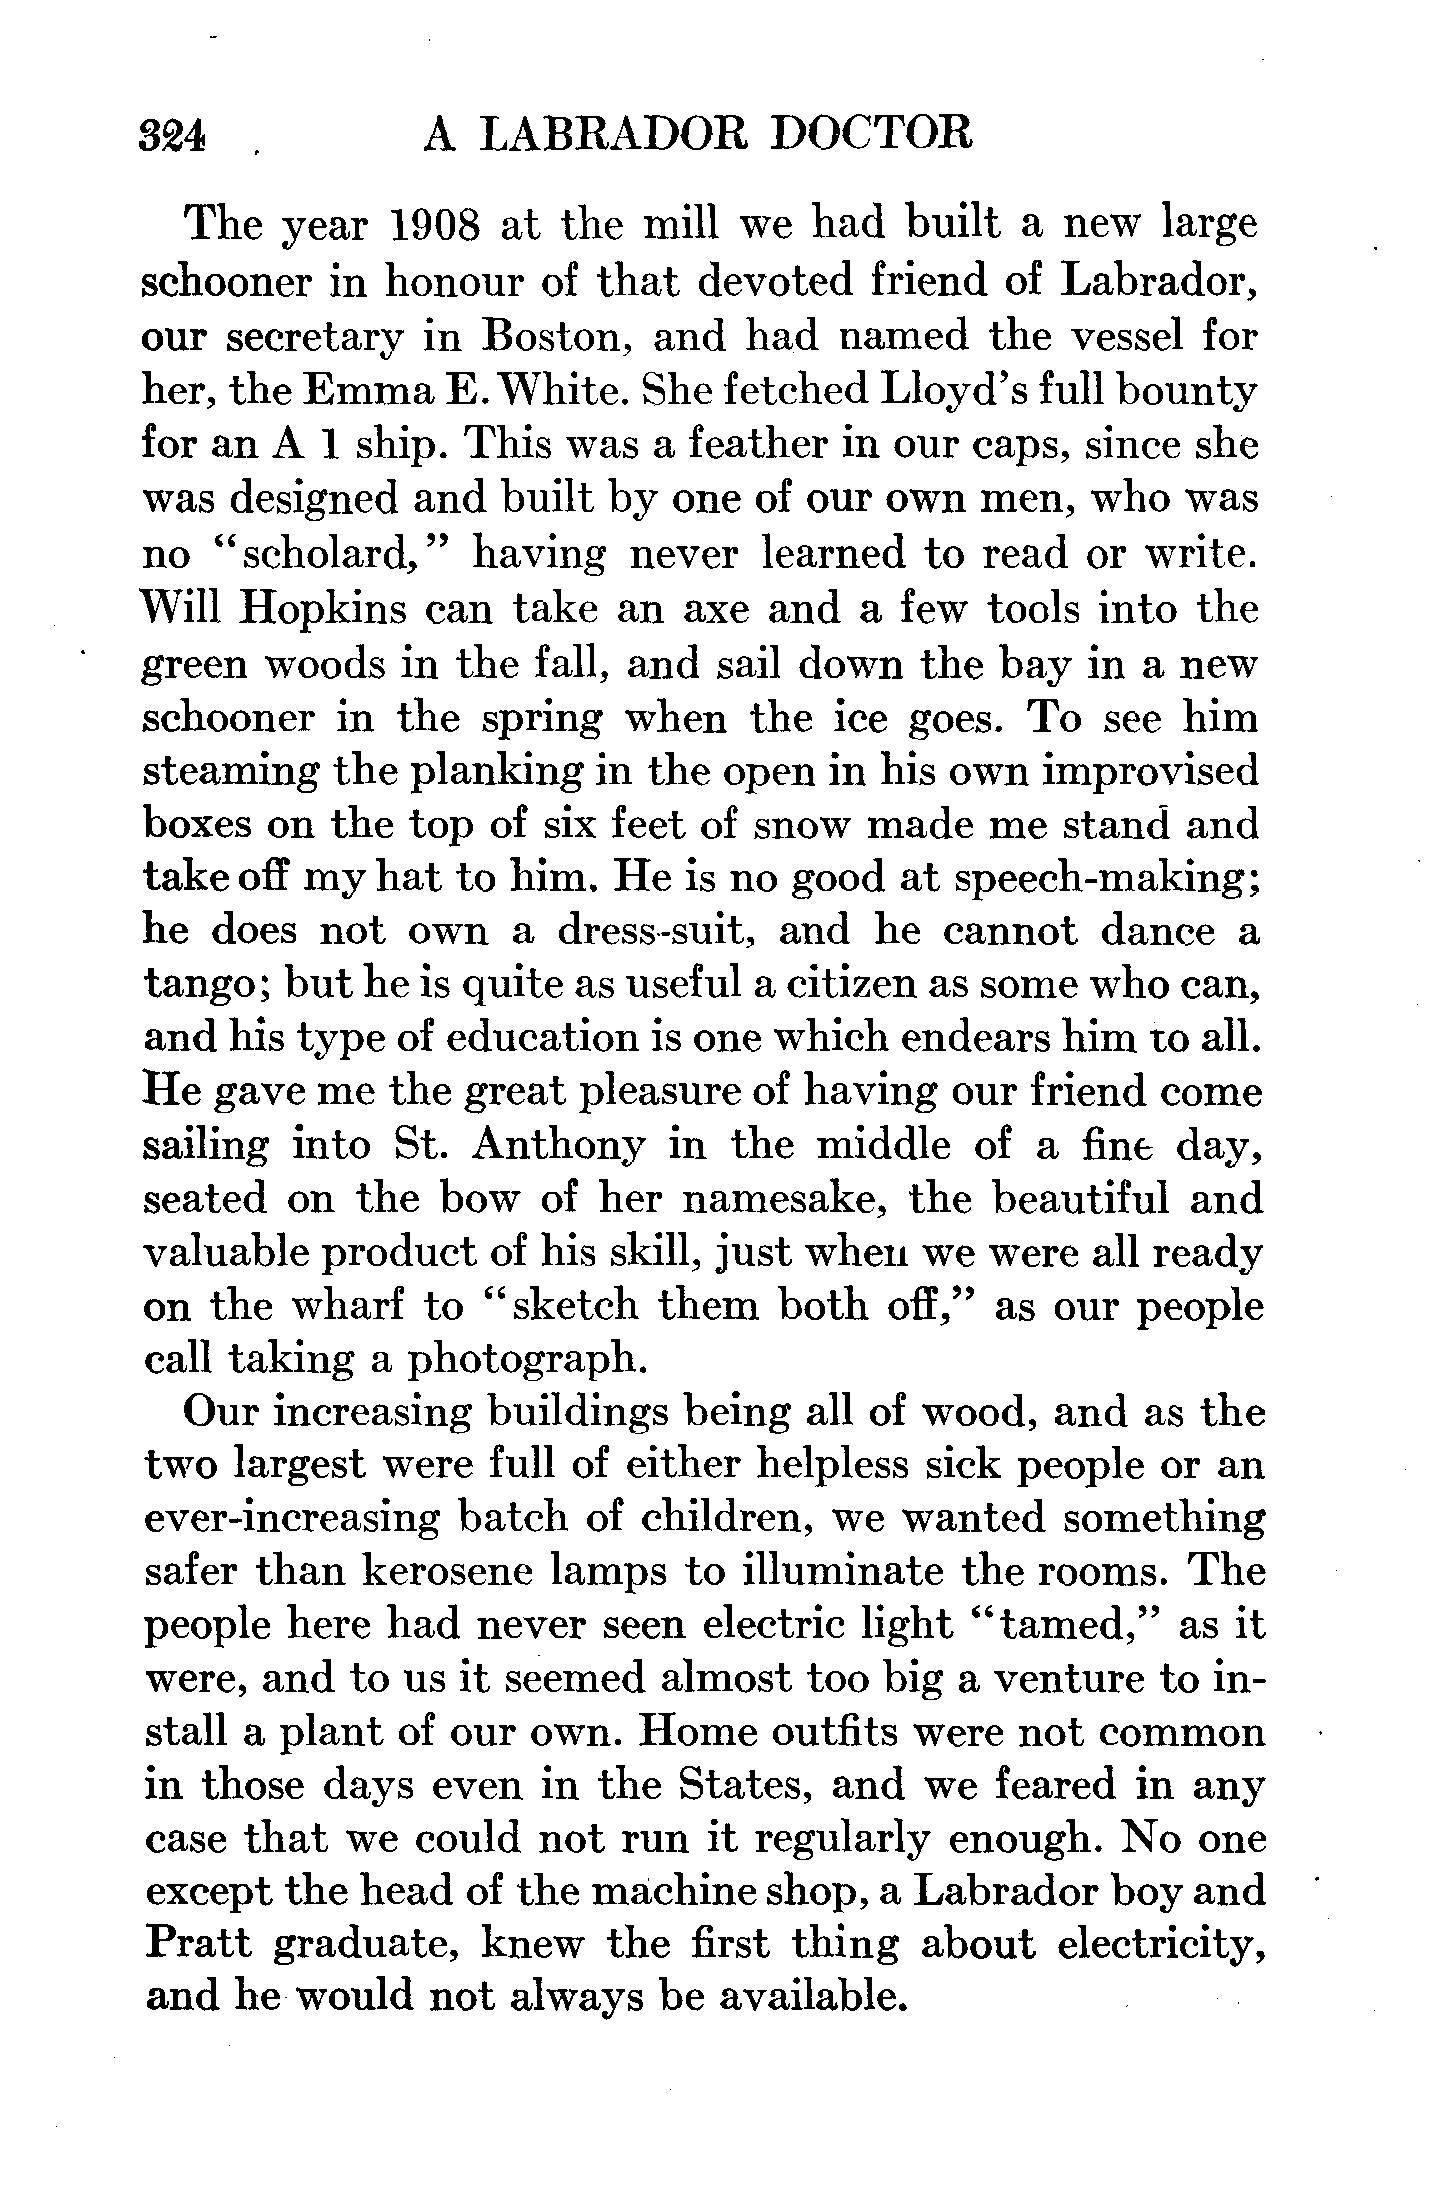 324 A LABRADOR DOCTOR
The year 1908 at the mill we had built a new large
schooner in honour of that devoted friend of Labrador,
our secretary in Boston, and had named the vessel for
her, the Emma E. White. She fetched Lloyd's full bounty
for an A 1 ship. This was a feather in our caps, since she
was designed and built by one of our own men, who was
no "scholard," having never learned to read or write.
Will Hopkins can take an axe and a few tools into the
green woods in the fall, and sail down the bay in a new
schooner in the spring when the ice goes. To see him
steaming the planking in the open in his own improvised
boxes on the top of six feet of snow made me stand and
take off my hat to him. He is no good at speech-making;
he does not own a dress-suit, and he cannot dance a
tango; but he is quite as useful a citizen as some who can,
and his type of education is one which endears him to all.
He gave me the great pleasure of having our friend come
sailing into St. Anthony in the middle of a fine day,
seated on the bow of her namesake, the beautiful and
valuable product of his skill, just when we were all ready
on the wharf to "sketch them both off," as our people
call taking a photograph.
Our increasing buildings being all of wood, and as the
two largest were full of either helpless sick people or an
ever-increasing batch of children, we wanted something
safer than kerosene lamps to illuminate the rooms. The
people here had never seen electric light "tamed," as it
were, and to us it seemed almost too big a venture to in-
stall a plant of our own. Home outfits were not common
in those days even in the States, and we feared in any
case that we could not run it regularly enough. No one
except the head of the machine shop, a Labrador boy and
Pratt graduate, knew the first thing about electricity,
and he would not always be available.